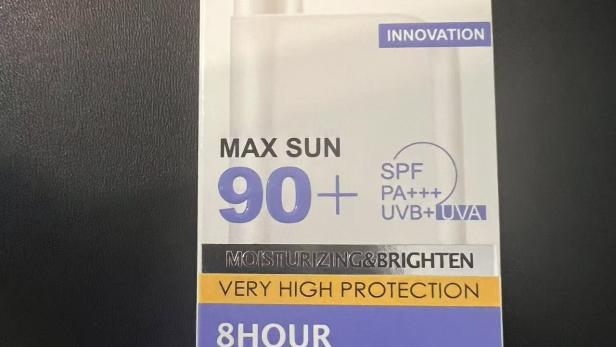 INNOVATION
MAX SUN
90+
SPF
PA+++
UVB+UVA
MOISTURIZING&BRIGHTEN
VERY HIGH PROTECTION
8HOUR